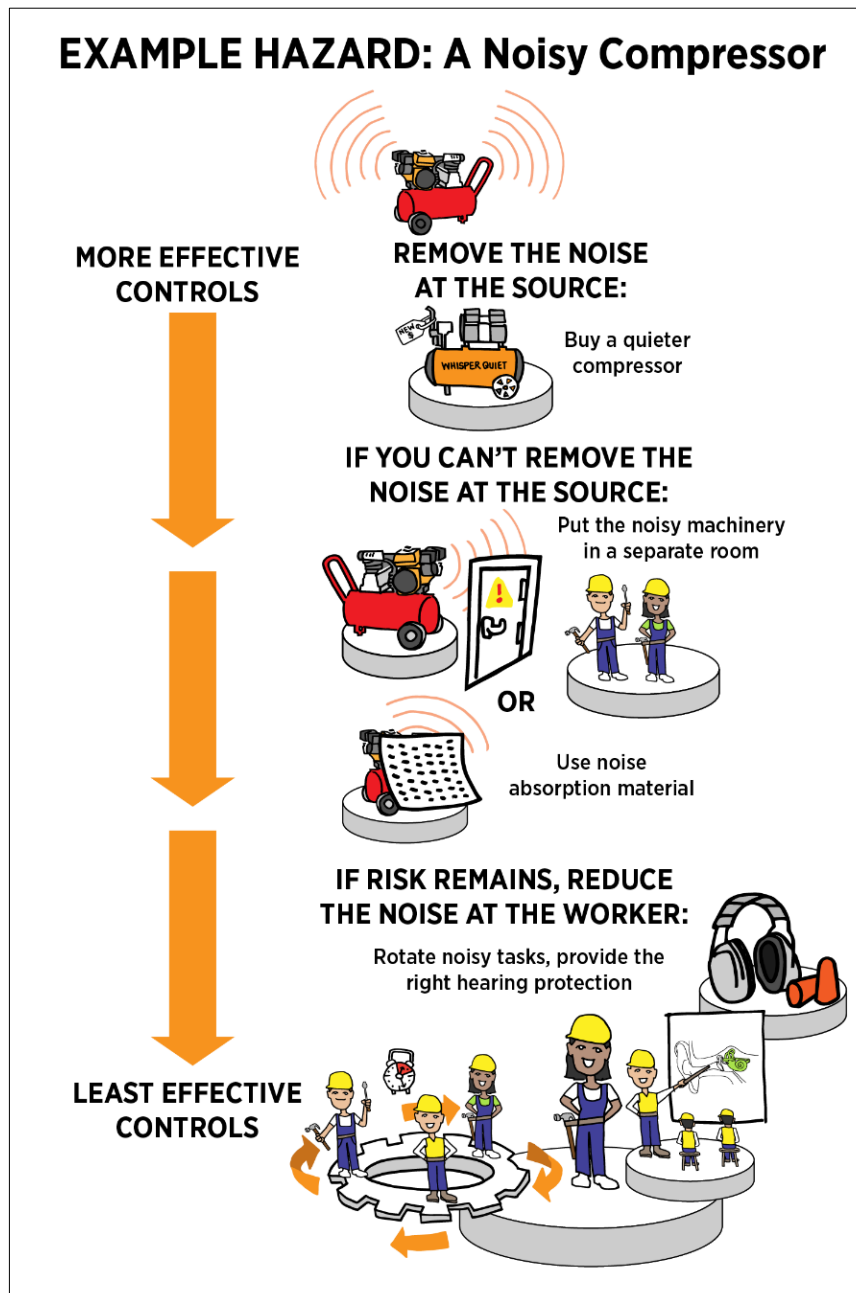 EXAMPLE HAZARD: A Noisy Compressor
MORE EFFECTIVE
CONTROLS
REMOVE THE NOISE
AT THE SOURCE:
NEW
$
WHISPER QUIET
Buy a quieter
compressor
IF YOU CAN'T REMOVE THE
NOISE AT THE SOURCE:
Put the noisy machinery
in a separate room
!
OR
Use noise
absorption material
IF RISK REMAINS, REDUCE
THE NOISE AT THE WORKER:
Rotate noisy tasks, provide the
right hearing protection
LEAST EFFECTIVE
CONTROLS